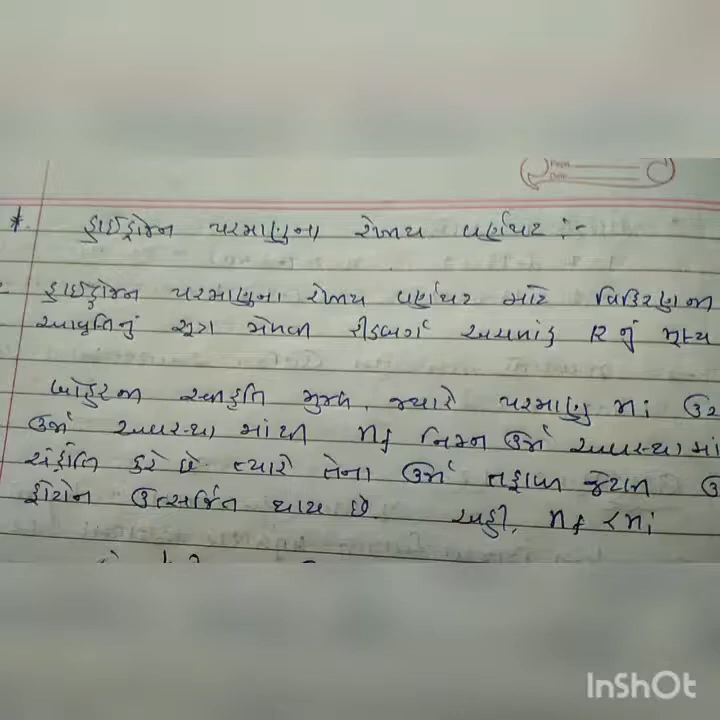 * હાઇડ્રોજન પરમાણુના રેખીય વર્ણપટ :-
હાઇડ્રોજન પરમાણુના રેખીય વર્ણપટ માટે વિકિરણન
આવૃત્તિનું સૂત્ર મેળવી રીડબર્ગ અચળાંક R નું મૂલ્ય
બોહરના મુજબ, જ્યારે પરમાણુ ni
ઊર્જા અવસ્થા માંથી nf નિમ્ન ઊર્જા અવસ્થા માં
સંક્રાંતિ કરે છે ત્યારે તેના ઊર્જા તફાવત જેટલી
ફોટોન ઉત્સર્જિત થાય છે. અહીં, nf < ni
InShOt